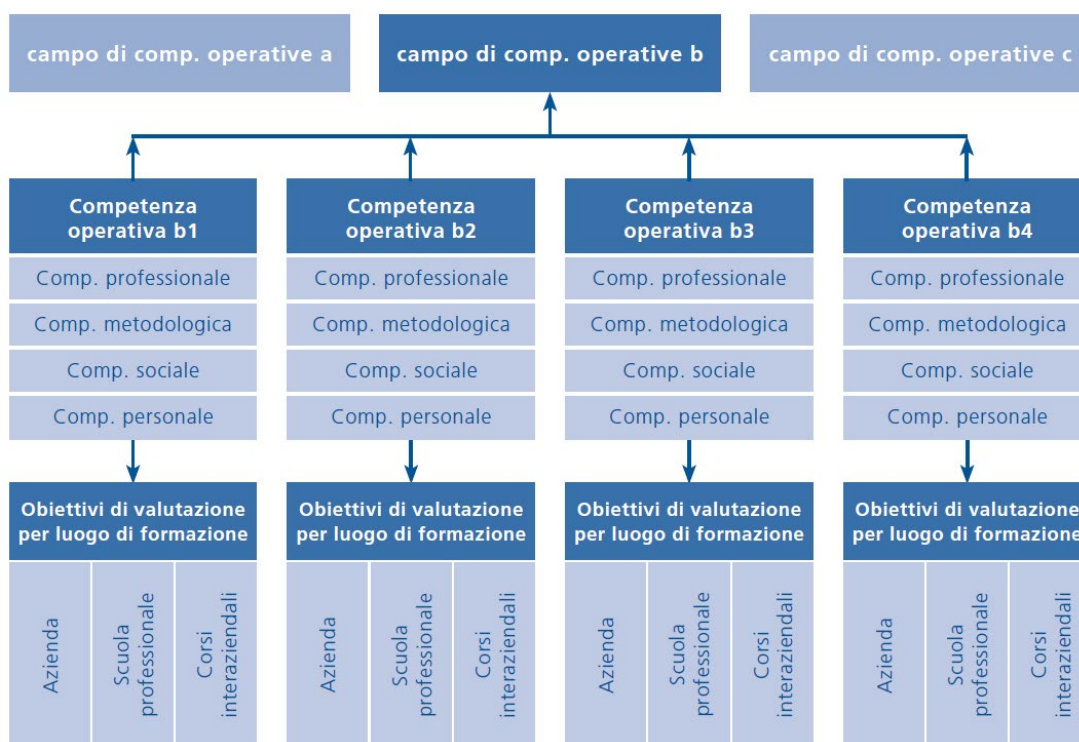 campo di comp. operative a
campo di comp. operative b
campo di comp. operative c
Competenza
operativa b1
Competenza
operativa b2
Competenza
operativa b3
Competenza
operativa b4
Comp. professionale
Comp. professionale
Comp. professionale
Comp. professionale
Comp. metodologica
Comp. metodologica
Comp. metodologica
Comp. metodologica
Comp. sociale
Comp. sociale
Comp. sociale
Comp. sociale
Comp. personale
Comp. personale
Comp. personale
Comp. personale
Obiettivi di valutazione
per luogo di formazione
Obiettivi di valutazione
per luogo di formazione
Obiettivi di valutazione
per luogo di formazione
Obiettivi di valutazione
per luogo di formazione
Azienda
Scuola
professionale
Corsi
interaziendali
Azienda
Scuola
professionale
Corsi
interaziendali
Azienda
Scuola
professionale
Corsi
interaziendali
Azienda
Scuola
professionale
Corsi
interaziendali